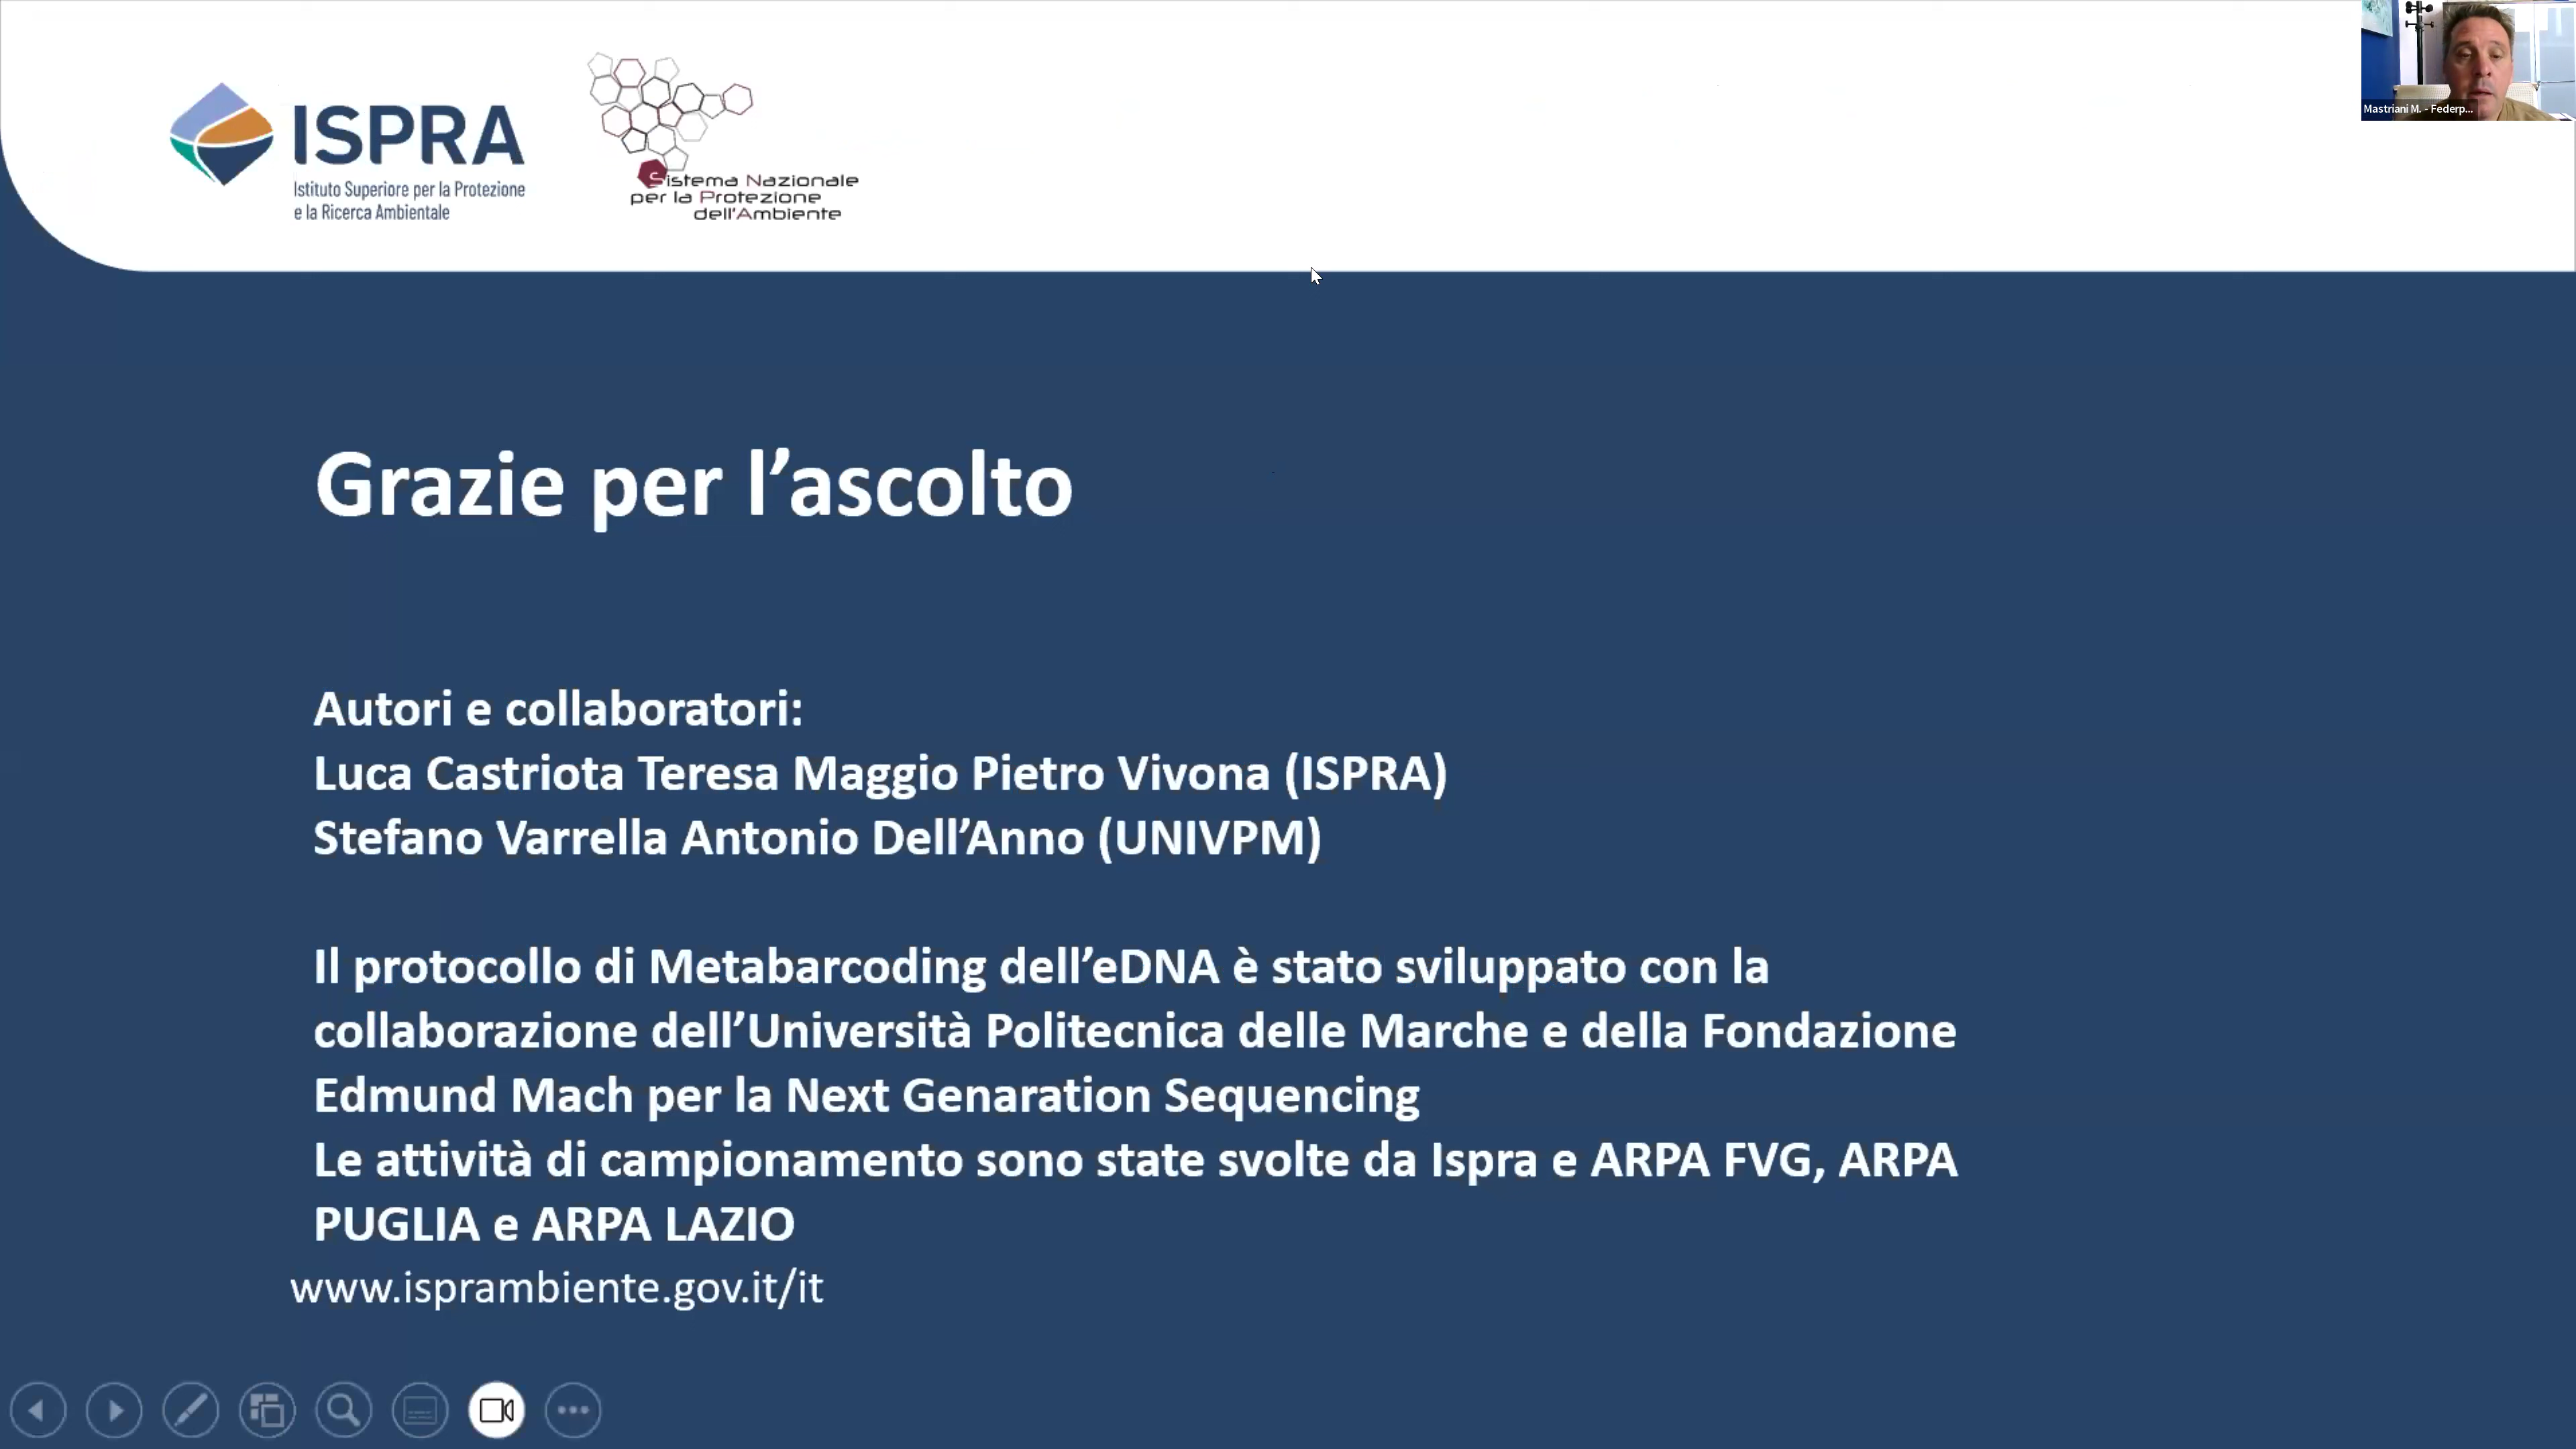 ISPRA
Istituto Superiore per la Protezione
e la Ricerca Ambientale
Sistema Nazionale
per la Protezione
dell'Ambiente
Mastriani M. - Federp...
Grazie per l’ascolto
Autori e collaboratori:
Luca Castriota Teresa Maggio Pietro Vivona (ISPRA)
Stefano Varrella Antonio Dell’Anno (UNIVPM)
Il protocollo di Metabarcoding dell’eDNA è stato sviluppato con la
collaborazione dell’Università Politecnica delle Marche e della Fondazione
Edmund Mach per la Next Genaration Sequencing
Le attività di campionamento sono state svolte da Ispra e ARPA FVG, ARPA
PUGLIA e ARPA LAZIO
www.isprambiente.gov.it/it